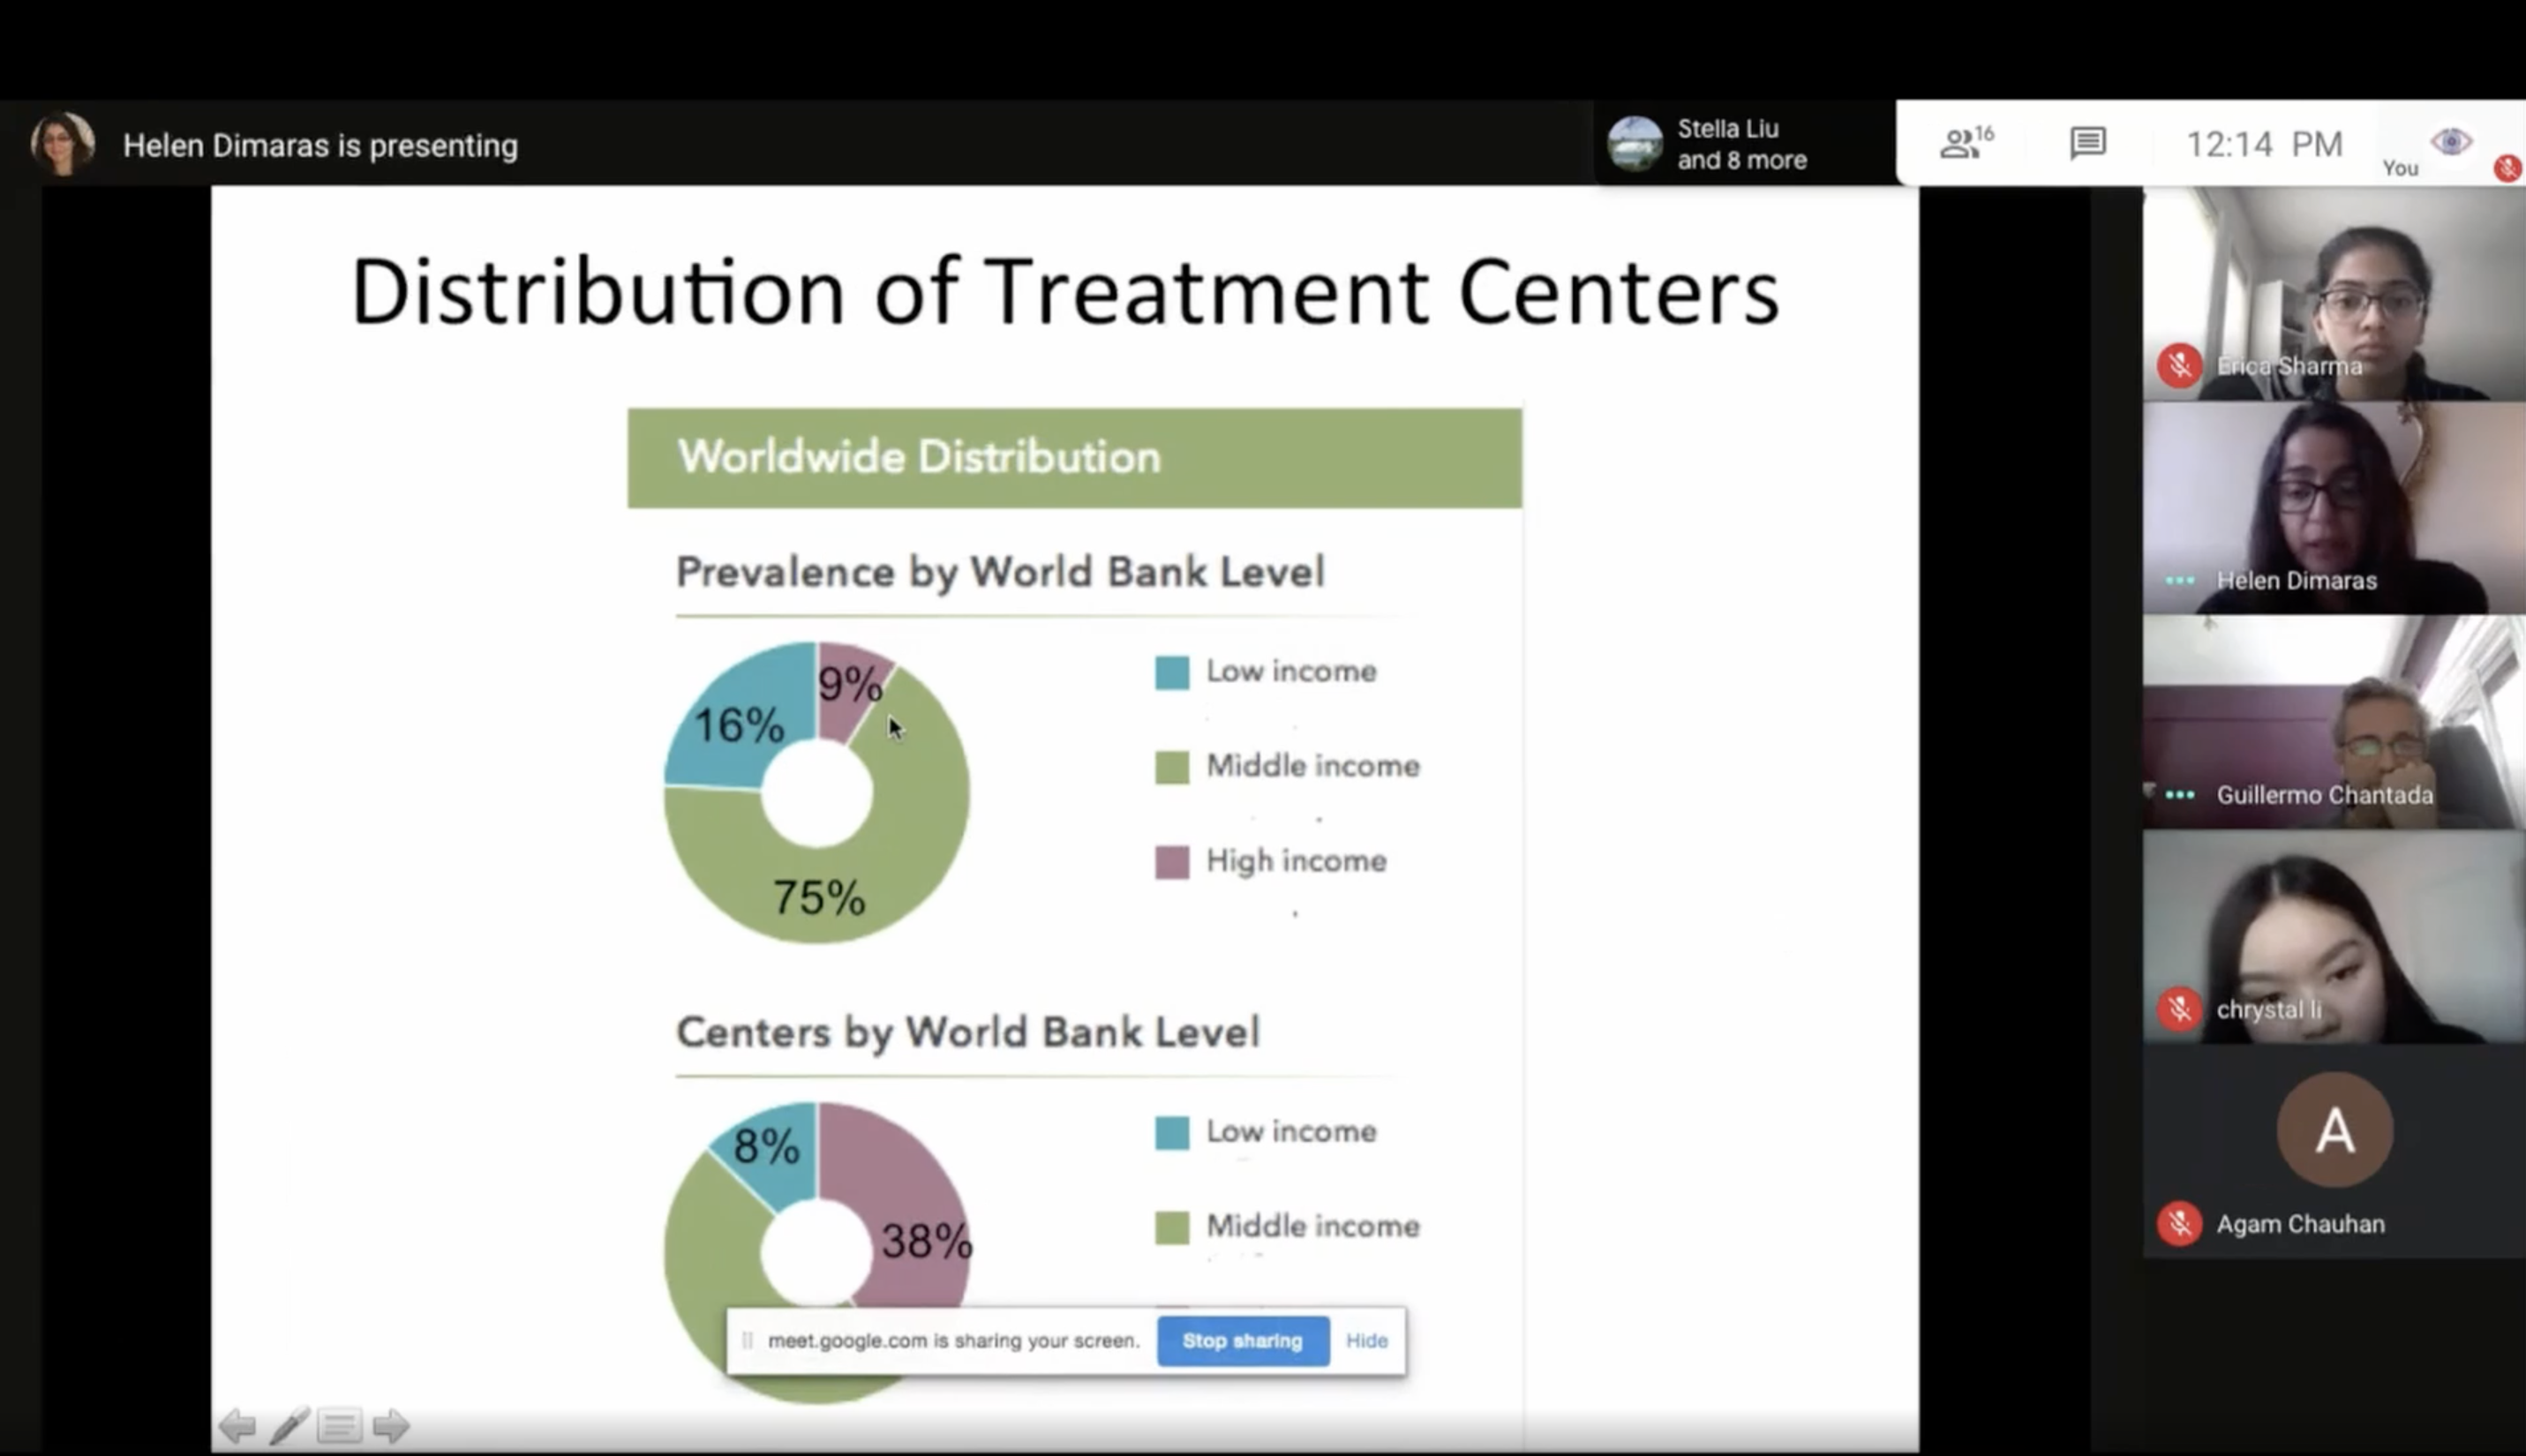 Helen Dimaras is presenting
Stella Liu
and 8 more
16
12:14 PM
You
Distribution of Treatment Centers
Worldwide Distribution
Prevalence by World Bank Level
9%
16%
75%
Low income
Middle income
High income
Centers by World Bank Level
8%
38%
Low income
Middle income
meet.google.com is sharing your screen.
Stop sharing
Hide
Erica Sharma
Helen Dimaras
Guillermo Chantada
chrystal li
A
Agam Chauhan